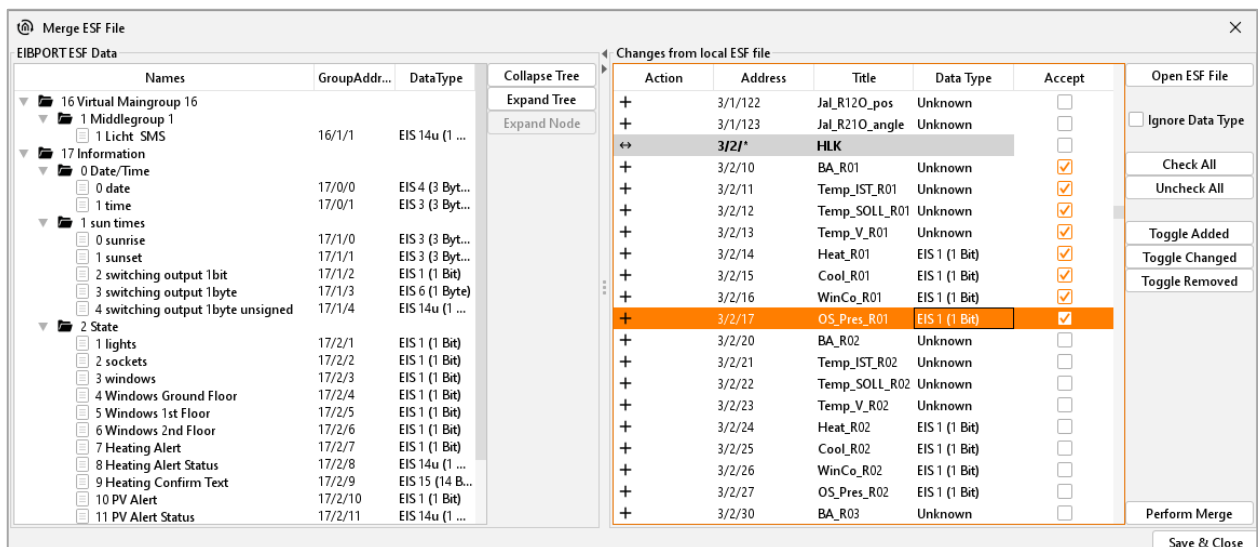 Merge ESF File
EIBPORT ESF Data
Names GroupAddr... DataType
16 Virtual Maingroup 16
1 Middlegroup 1
1 Licht SMS 16/1/1 EIS 14u (1 ...
17 Information
0 Date/Time
0 date 17/0/0 EIS 4 (3 Byt...
1 time 17/0/1 EIS 3 (3 Byt...
1 sun times
0 sunrise 17/1/0 EIS 3 (3 Byt...
1 sunset 17/1/1 EIS 3 (3 Byt...
2 switching output 1bit 17/1/2 EIS 1 (1 Bit)
3 switching output 1byte 17/1/3 EIS 6 (1 Byte)
4 switching output 1byte unsigned 17/1/4 EIS 14u (1 ...
2 State
1 lights 17/2/1 EIS 1 (1 Bit)
2 sockets 17/2/2 EIS 1 (1 Bit)
3 windows 17/2/3 EIS 1 (1 Bit)
4 Windows Ground Floor 17/2/4 EIS 1 (1 Bit)
5 Windows 1st Floor 17/2/5 EIS 1 (1 Bit)
6 Windows 2nd Floor 17/2/6 EIS 1 (1 Bit)
7 Heating Alert 17/2/7 EIS 1 (1 Bit)
8 Heating Alert Status 17/2/8 EIS 14u (1 ...
9 Heating Confirm Text 17/2/9 EIS 15 (14 B...
10 PV Alert 17/2/10 EIS 1 (1 Bit)
11 PV Alert Status 17/2/11 EIS 14u (1 ...
Collapse Tree
Expand Tree
Expand Node
Changes from local ESF file
Action Address Title Data Type Accept
+ 3/1/122 Jal_R12O_pos Unknown
+ 3/1/123 Jal_R21O_angle Unknown
↔ 3/2/* HLK
+ 3/2/10 BA_R01 Unknown
+ 3/2/11 Temp_IST_R01 Unknown
+ 3/2/12 Temp_SOLL_R01 Unknown
+ 3/2/13 Temp_V_R01 Unknown
+ 3/2/14 Heat_R01 EIS 1 (1 Bit)
+ 3/2/15 Cool_R01 EIS 1 (1 Bit)
+ 3/2/16 WinCo_R01 EIS 1 (1 Bit)
+ 3/2/17 OS_Pres_R01 EIS 1 (1 Bit)
+ 3/2/20 BA_R02 Unknown
+ 3/2/21 Temp_IST_R02 Unknown
+ 3/2/22 Temp_SOLL_R02 Unknown
+ 3/2/23 Temp_V_R02 Unknown
+ 3/2/24 Heat_R02 EIS 1 (1 Bit)
+ 3/2/25 Cool_R02 EIS 1 (1 Bit)
+ 3/2/26 WinCo_R02 EIS 1 (1 Bit)
+ 3/2/27 OS_Pres_R02 EIS 1 (1 Bit)
+ 3/2/30 BA_R03 Unknown
Open ESF File
Ignore Data Type
Check All
Uncheck All
Toggle Added
Toggle Changed
Toggle Removed
Perform Merge
Save & Close